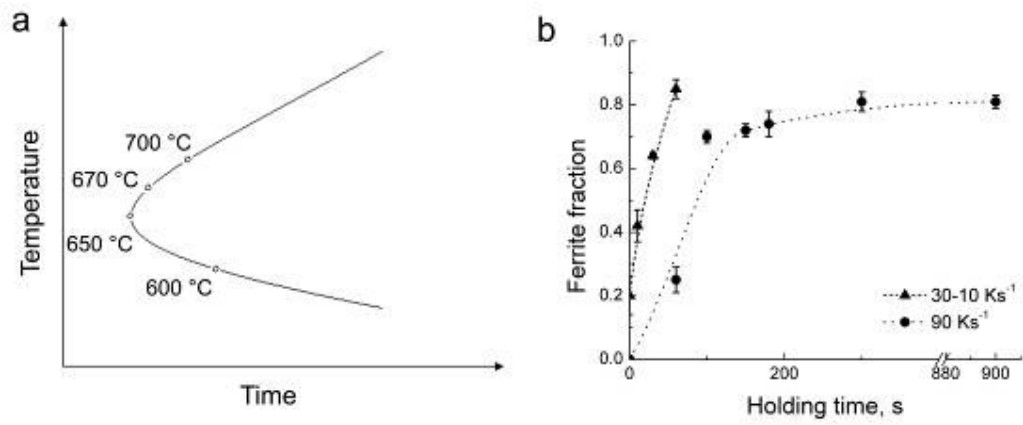 a
Temperature
700 °C
670 °C
650 °C
600 °C
Time
b
Ferrite fraction
1.0
0.8
0.6
0.4
0.2
0.0
30-10 Ks⁻¹
90 Ks⁻¹
0
200
880
900
Holding time, s